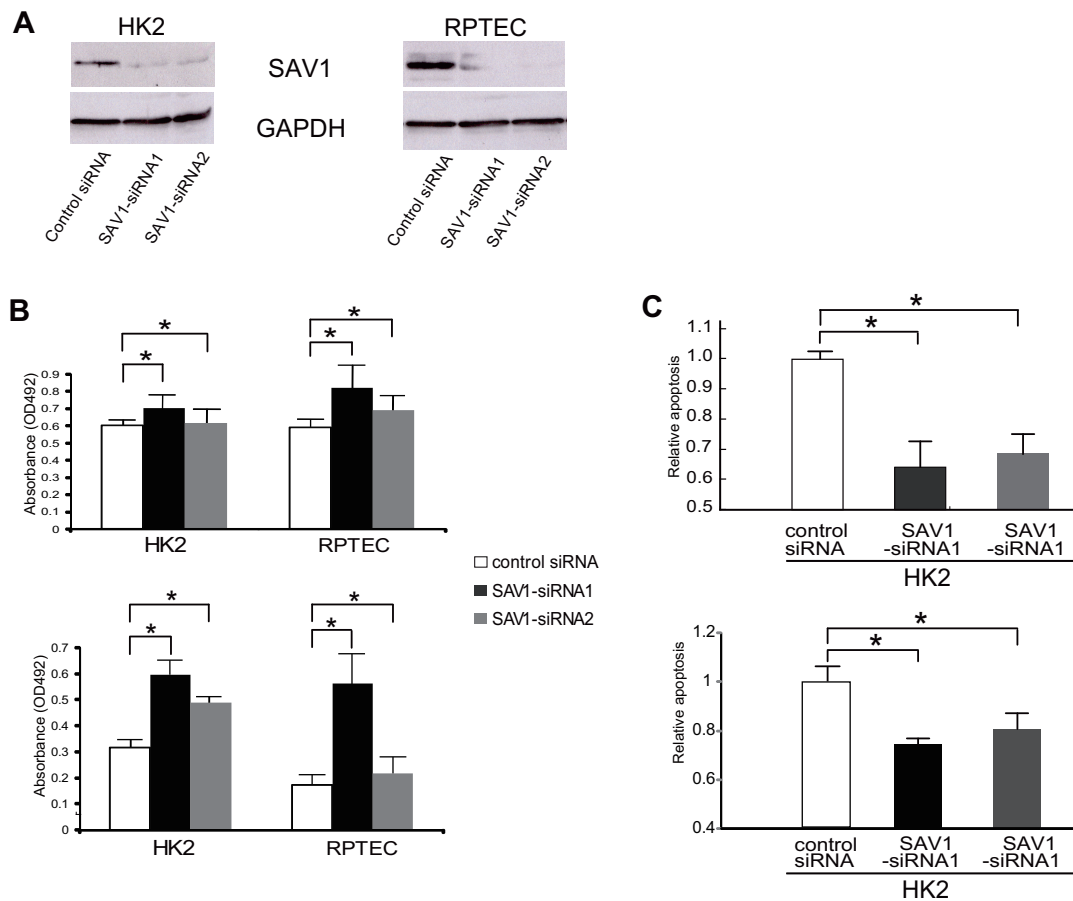 A
HK2
RPTEC
SAV1
GAPDH
Control siRNA
SAV1-siRNA1
SAV1-siRNA2
Control siRNA
SAV1-siRNA1
SAV1-siRNA2
B
Absorbance (OD492)
0.9
0.8
0.7
0.6
0.5
0.4
0.3
0.2
0.1
0
*
*
*
*
HK2
RPTEC
control siRNA
SAV1-siRNA1
SAV1-siRNA2
Absorbance (OD492)
0.7
0.6
0.5
0.4
0.3
0.2
0.1
0
*
*
*
*
HK2
RPTEC
C
Relative apoptosis
1.1
1.0
0.9
0.8
0.7
0.6
0.5
*
*
control
siRNA
SAV1
-siRNA1
SAV1
-siRNA1
HK2
Relative apoptosis
1.2
1
0.8
0.6
0.4
*
*
control
siRNA
SAV1
-siRNA1
SAV1
-siRNA1
HK2